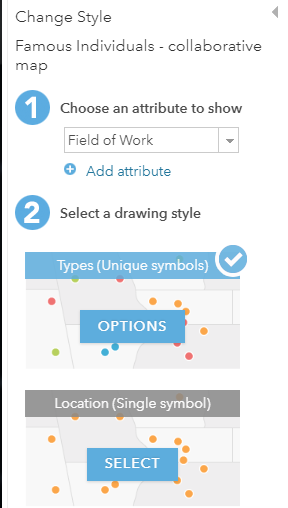 Change Style
Famous Individuals - collaborative
map
1 Choose an attribute to show
Field of Work
Add attribute
2 Select a drawing style
Types (Unique symbols)
OPTIONS
Location (Single symbol)
SELECT